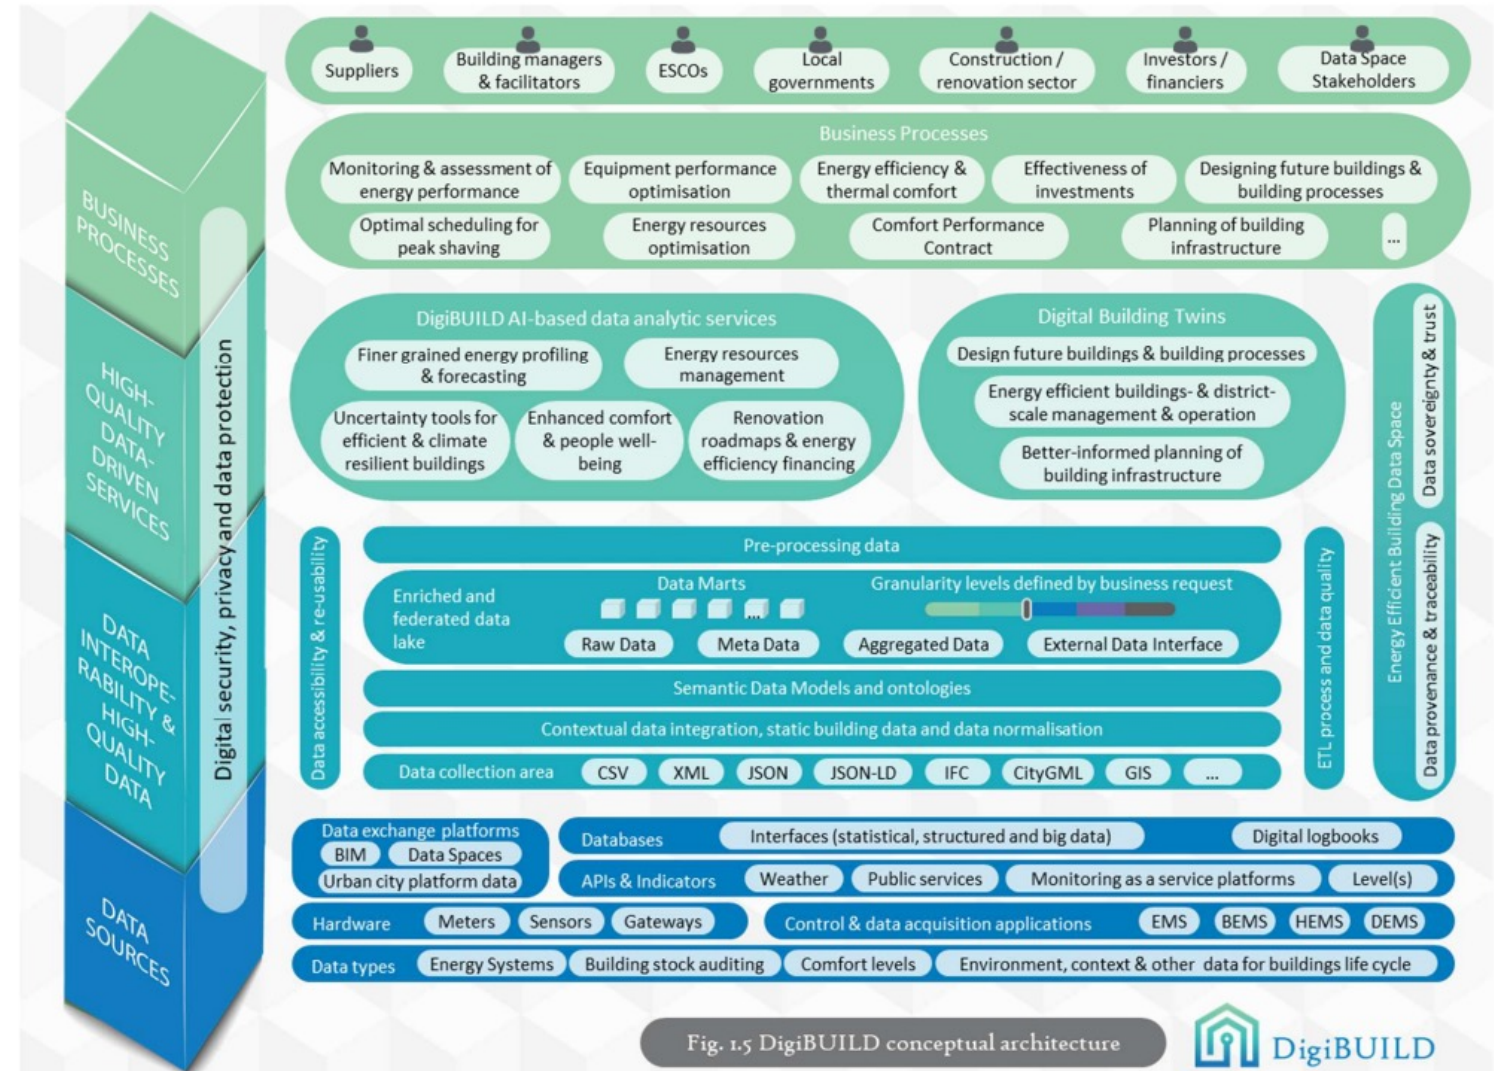 Suppliers
Building managers
& facilitators
ESCOs
Local
governments
Construction /
renovation sector
Investors /
financiers
Data Space
Stakeholders
BUSINESS
PROCESSES
Business Processes
Monitoring & assessment of
energy performance
Equipment performance
optimisation
Energy efficiency &
thermal comfort
Effectiveness of
investments
Designing future buildings &
building processes
Optimal scheduling for
peak shaving
Energy resources
optimisation
Comfort Performance
Contract
Planning of building
infrastructure
...
Digital security, privacy and data protection
HIGH-
QUALITY
DATA-
DRIVEN
SERVICES
DigiBUILD AI-based data analytic services
Finer grained energy profiling
& forecasting
Energy resources
management
Uncertainty tools for
efficient & climate
resilient buildings
Enhanced comfort
& people well-
being
Renovation
roadmaps & energy
efficiency financing
Digital Building Twins
Design future buildings & building processes
Energy efficient buildings- & district-
scale management & operation
Better-informed planning of
building infrastructure
Energy Efficient Building Data Space
Data sovereignty & trust
Data provenance & traceability
DATA
INTEROPE-
RABILITY &
HIGH-
QUALITY
DATA
Data accessibility & re-usability
Pre-processing data
Enriched and
federated data
lake
Data Marts
...
Granularity levels defined by business request
Raw Data
Meta Data
Aggregated Data
External Data Interface
Semantic Data Models and ontologies
Contextual data integration, static building data and data normalisation
Data collection area
CSV
XML
JSON
JSON-LD
IFC
CityGML
GIS
...
ETL process and data quality
DATA
SOURCES
Data exchange platforms
BIM
Data Spaces
Urban city platform data
Databases
Interfaces (statistical, structured and big data)
Digital logbooks
APIs & Indicators
Weather
Public services
Monitoring as a service platforms
Level(s)
Hardware
Meters
Sensors
Gateways
Control & data acquisition applications
EMS
BEMS
HEMS
DEMS
Data types
Energy Systems
Building stock auditing
Comfort levels
Environment, context & other data for buildings life cycle
Fig. 1.5 DigiBUILD conceptual architecture
DigiBUILD